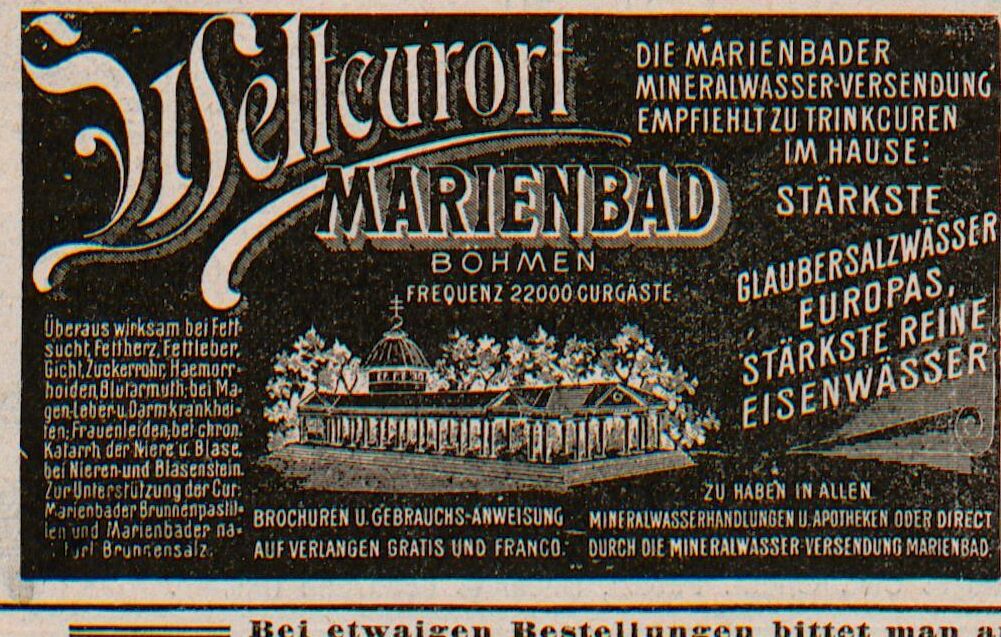 Weltcurort
MARIENBAD
BÖHMEN
FREQUENZ 22000 CURGÄSTE.
DIE MARIENBADER
MINERALWASSER-VERSENDUNG
EMPFIEHLT ZU TRINKCUREN
IM HAUSE:
STÄRKSTE
GLAUBERSALZWÄSSER
EUROPAS,
STÄRKSTE REINE
EISENWÄSSER
Überaus wirksam bei Fett-
sucht, Fettherz, Fettleber,
Gicht, Zuckerrohr, Haemorr-
hoiden, Blutarmuth, bei Ma-
gen-Leber-u. Darmkrankhei-
ten, Frauenleiden, bei chron.
Katarrh der Niere u. Blase,
bei Nieren-und Blasenstein.
Zur Unterstützung der Cur:
Marienbader Brunnenpastil-
len und Marienbader na-
türl Brunnensalz.
BROCHUREN U. GEBRAUCHS-ANWEISUNG
AUF VERLANGEN GRATIS UND FRANCO.
ZU HABEN IN ALLEN
MINERALWASSERHANDLUNGEN U. APOTHEKEN ODER DIRECT
DURCH DIE MINERALWASSER-VERSENDUNG MARIENBAD
Bei etwaigen Bestellungen bittet man